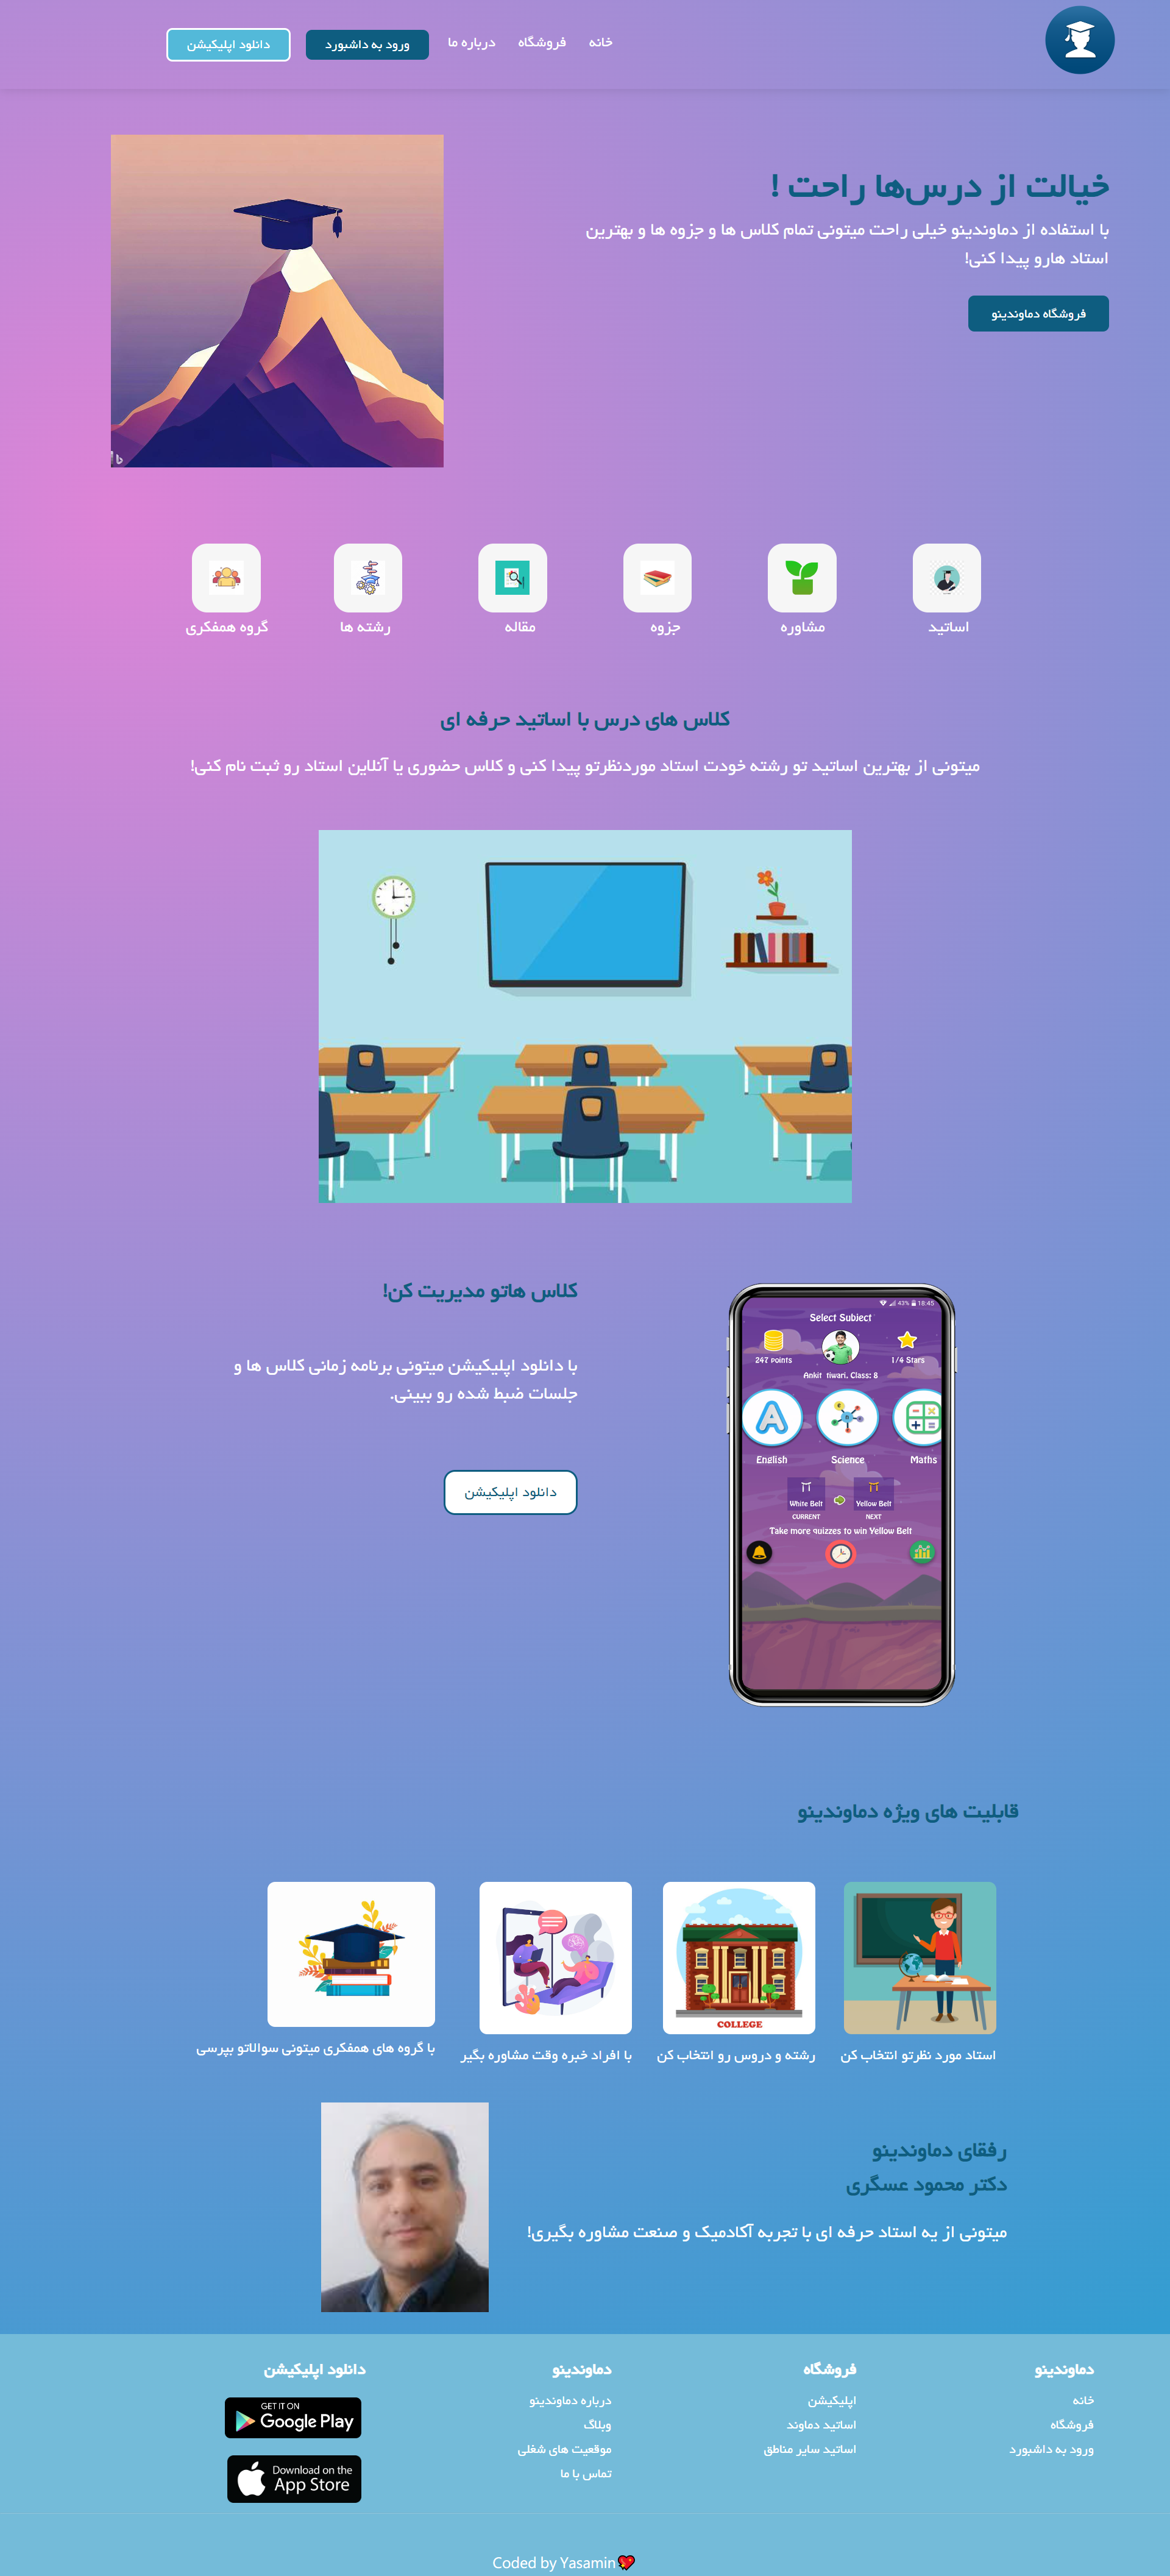 خانه
فروشگاه
درباره ما
ورود به داشبورد
دانلود اپلیکیشن
خیالت از درس‌ها راحت !
با استفاده از دماوندینو خیلی راحت میتونی تمام کلاس ها و جزوه ها و بهترین
استاد هارو پیدا کنی!
فروشگاه دماوندینو
اساتید
مشاوره
جزوه
مقاله
رشته ها
گروه همفکری
کلاس های درس با اساتید حرفه ای
میتونی از بهترین اساتید تو رشته خودت استاد موردنظرتو پیدا کنی و کلاس حضوری یا آنلاین استاد رو ثبت نام کنی!
43% 18:45
Select Subject
247 points
1/4 Stars
Ankit tiwari, Class: 8
English
Science
Maths
White Belt
Yellow Belt
CURRENT
NEXT
Take more quizzes to win Yellow Belt
کلاس هاتو مدیریت کن!
با دانلود اپلیکیشن میتونی برنامه زمانی کلاس ها و
جلسات ضبط شده رو ببینی.
دانلود اپلیکیشن
قابلیت های ویژه دماوندینو
استاد مورد نظرتو انتخاب کن
COLLEGE
رشته و دروس رو انتخاب کن
با افراد خبره وقت مشاوره بگیر
با گروه های همفکری میتونی سوالاتو بپرسی
رفقای دماوندینو
دکتر محمود عسگری
میتونی از یه استاد حرفه ای با تجربه آکادمیک و صنعت مشاوره بگیری!
دماوندینو
خانه
فروشگاه
ورود به داشبورد
فروشگاه
اپلیکیشن
اساتید دماوند
اساتید سایر مناطق
دماوندینو
درباره دماوندینو
وبلاگ
موقعیت های شغلی
تماس با ما
دانلود اپلیکیشن
GET IT ON
Google Play
Download on the
App Store
Coded by Yasamin💖